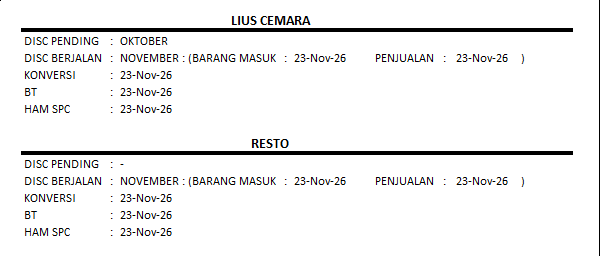 LIUS CEMARA
DISC PENDING : OKTOBER
DISC BERJALAN : NOVEMBER : (BARANG MASUK : 23-Nov-26 PENJUALAN : 23-Nov-26 )
KONVERSI : 23-Nov-26
BT : 23-Nov-26
HAM SPC : 23-Nov-26
RESTO
DISC PENDING : -
DISC BERJALAN : NOVEMBER : (BARANG MASUK : 23-Nov-26 PENJUALAN : 23-Nov-26 )
KONVERSI : 23-Nov-26
BT : 23-Nov-26
HAM SPC : 23-Nov-26